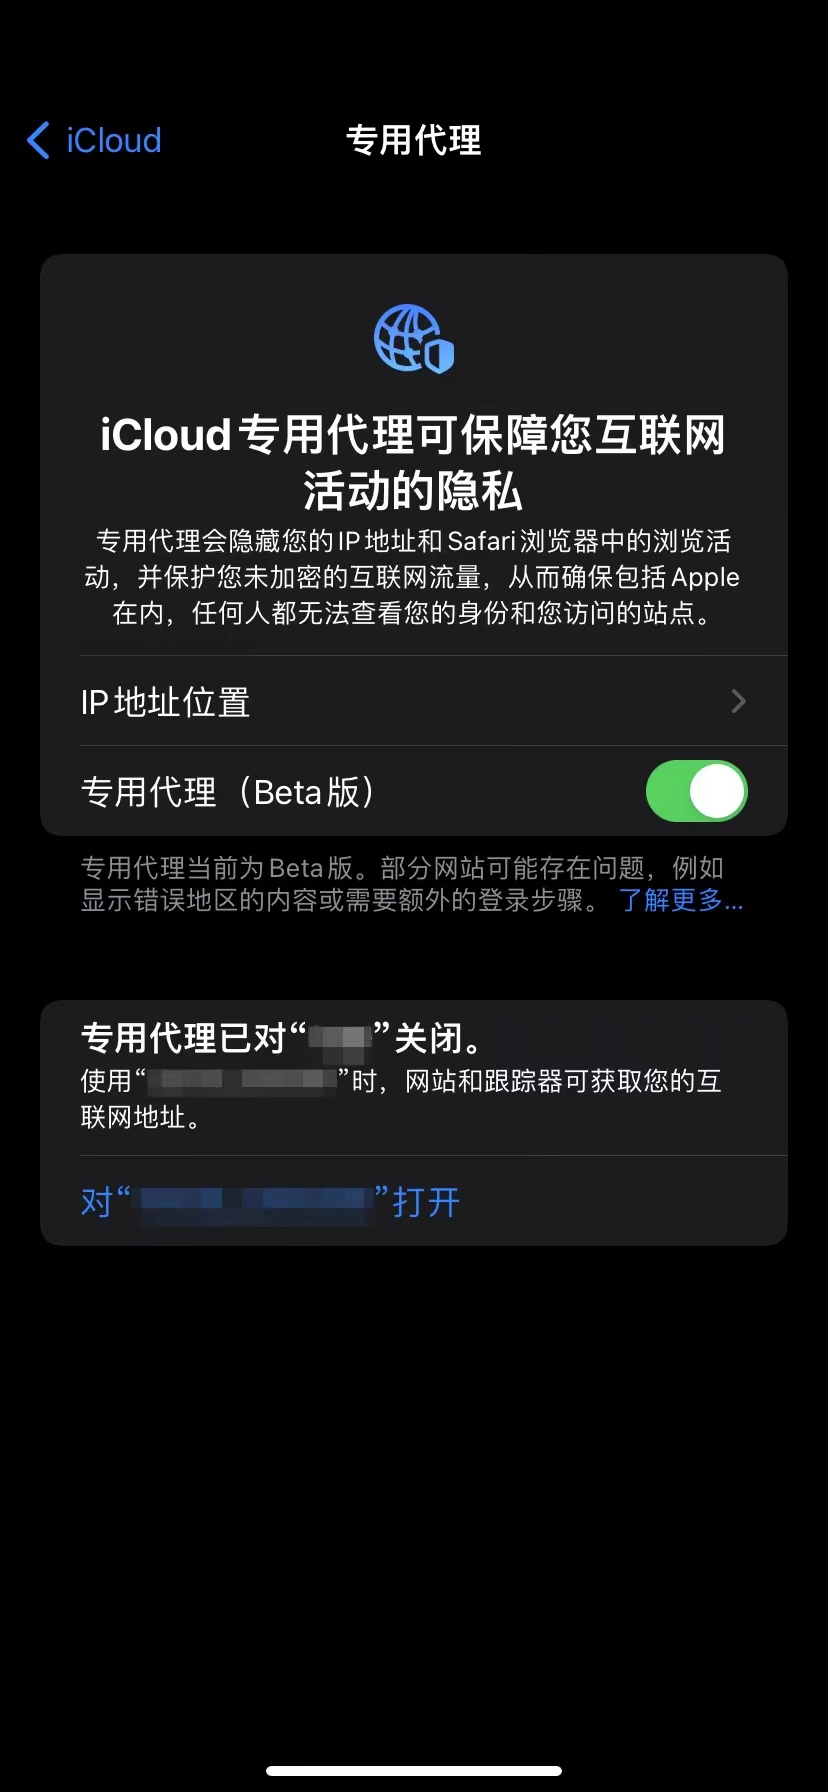 iCloud
专用代理
iCloud专用代理可保障您互联网
活动的隐私
专用代理会隐藏您的IP地址和Safari浏览器中的浏览活
动，并保护您未加密的互联网流量，从而确保包括Apple
在内，任何人都无法查看您的身份和您访问的站点。
IP地址位置
专用代理（Beta版）
专用代理当前为Beta版。部分网站可能存在问题，例如
显示错误地区的内容或需要额外的登录步骤。了解更多...
专用代理已对“”关闭。
使用“”时，网站和跟踪器可获取您的互
联网地址。
对“”打开